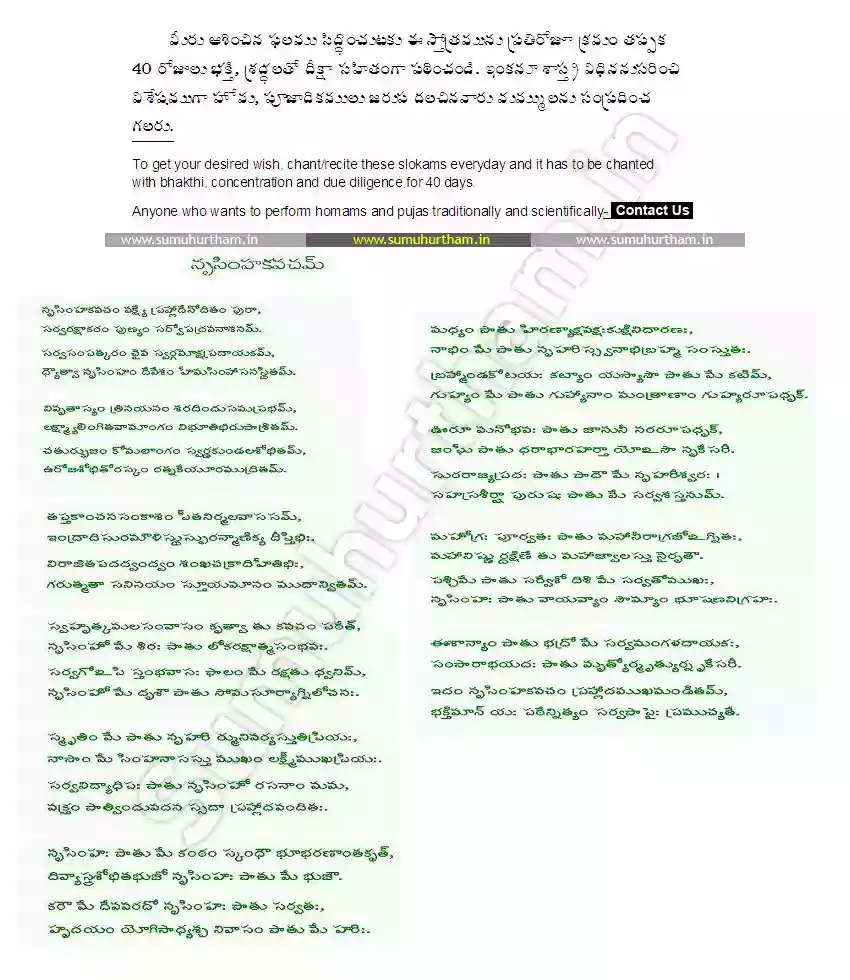 మీరు ఆశించిన ఫలము సిద్ధించుటకు ఈ స్తోత్రమును ప్రతిరోజూ క్రమం తప్పక
40 రోజులు భక్తి, శ్రద్ధలతో దీక్షా సహితంగా పఠించండి. ఇంకనూ శాస్త్ర విధిననుసరించి
విశేషముగా హోమ, పూజాదికములు జరుప దలచినవారు మమ్ములను సంప్రదించ
గలరు.
To get your desired wish, chant/recite these slokams everyday and it has to be chanted
with bhakthi, concentration and due diligence for 40 days
Anyone who wants to perform homams and pujas traditionally and scientifically- Contact Us
www.sumuhurtham.in www.sumuhurtham.in www.sumuhurtham.in
నృసింహకవచమ్
నృసింహకవచం వక్ష్యే ప్రహ్లాదేనోదితం పురా,
సర్వరక్షాకరం పుణ్యం సర్వోపద్రవనాశనమ్.
సర్వసంపత్కరం చైవ స్వర్గమోక్షప్రదాయకమ్,
ధ్యాత్వా నృసింహం దేవేశం హేమసింహాసనస్థితమ్.
వివృతాస్యం త్రినయనం శరదిందుసమప్రభమ్,
లక్ష్మ్యాలింగితవామాంగం విభూతిభిరుపాశ్రితమ్.
చతుర్భుజం కోమలాంగం స్వర్ణకుండలశోభితమ్,
ఉరోజశోభితోరస్కం రత్నకేయూరముద్రితమ్.
తప్తకాంచనసంకాశం పీతనిర్మలవాససమ్,
ఇంద్రాదిసురమౌళిస్థస్ఫురన్మాణిక్య దీప్తిభిః.
విరాజితపదద్వంద్వం శంఖచక్రాదిహేతిభిః,
గరుత్మతా సవినయం స్తూయమానం ముదాన్వితమ్.
స్వహృత్కమలసంవాసం కృత్వా తు కవచం పఠేత్,
నృసింహో మే శిరః పాతు లోకరక్షాత్మసంభవః.
సర్వగోఽపి స్తంభవాసః ఫాలం మే రక్షతు ధ్వనిమ్,
నృసింహో మే దృశౌ పాతు సోమసూర్యాగ్నిలోచనః.
స్మృతిం మే పాతు నృహరి ర్మునివర్యస్తుతిప్రియః,
నాసాం మే సింహనాసస్తు ముఖం లక్ష్మీముఖప్రియః.
సర్వవిద్యాధిపః పాతు నృసింహో రసనాం మమ,
వక్త్రం పాత్విందువదన స్సదా ప్రహ్లాదవందితః.
నృసింహః పాతు మే కంఠం స్కంధౌ భూభరణాంతకృత్,
దివ్యాస్త్రశోభితభుజో నృసింహః పాతు మే భుజౌ.
కరౌ మే దేవవరదో నృసింహః పాతు సర్వతః,
హృదయం యోగిసాధ్యశ్చ నివాసం పాతు మే హరిః.
మధ్యం పాతు హిరణ్యాక్షవక్షఃకుక్షివిదారణః,
నాభిం మే పాతు నృహరి స్స్వనాభిబ్రహ్మ సంస్తుతః.
బ్రహ్మాండకోటయః కట్యాం యస్యాసౌ పాతు మే కటిమ్,
గుహ్యం మే పాతు గుహ్యానాం మంత్రాణాం గుహ్యరూపధృక్.
ఊరూ మనోభవః పాతు జానునీ నరరూపధృక్,
జంఘే పాతు ధరాభారహర్తా యోఽసౌ నృకేసరీ.
సురరాజ్యప్రదః పాతు పాదౌ మే నృహరీశ్వరః ।
సహస్రశీర్షా పురుషః పాతు మే సర్వశస్తనుమ్.
మహోగ్రః పూర్వతః పాతు మహావీరాగ్రజోఽగ్నితః,
మహావిష్ణు ర్దక్షిణే తు మహాజ్వాలస్తు నైరృతౌ.
పశ్చిమే పాతు సర్వేశో దిశి మే సర్వతోముఖః,
నృసింహః పాతు వాయవ్యాం సౌమ్యాం భూషణవిగ్రహః.
ఈశాన్యాం పాతు భద్రో మే సర్వమంగళదాయకః,
సంసారాభయదః పాతు మృత్యోర్మృత్యుర్నృకేసరీ.
ఇదం నృసింహకవచం ప్రహ్లాదముఖమండితమ్,
భక్తిమాన్ యః పఠేన్నిత్యం సర్వపాపైః ప్రముచ్యతే.
Sumuhurtham.in
Sumuhurtham.in